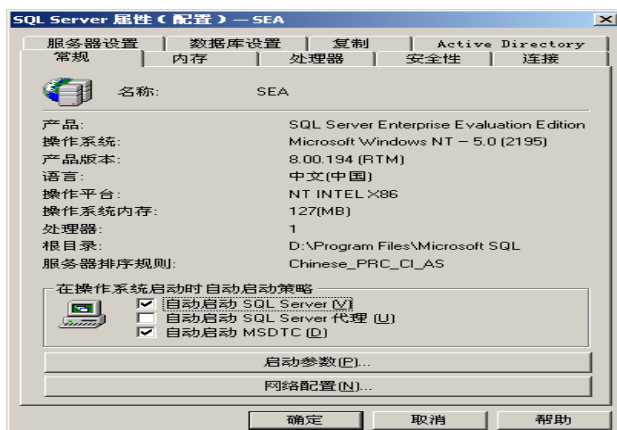 SQL Server 属性(配置) — SEA
服务器设置 数据库设置 复制 Active Directory
常规 内存 处理器 安全性 连接
名称: SEA
产品: SQL Server Enterprise Evaluation Edition
操作系统: Microsoft Windows NT – 5.0 (2195)
产品版本: 8.00.194 (RTM)
语言: 中文(中国)
操作平台: NT INTEL X86
操作系统内存: 127(MB)
处理器: 1
根目录: D:\Program Files\Microsoft SQL
服务器排序规则: Chinese_PRC_CI_AS
在操作系统启动时自动启动策略
自动启动 SQL Server (V)
自动启动 SQL Server 代理 (U)
自动启动 MSDTC (D)
启动参数(P)...
网络配置(N)...
确定 取消 帮助